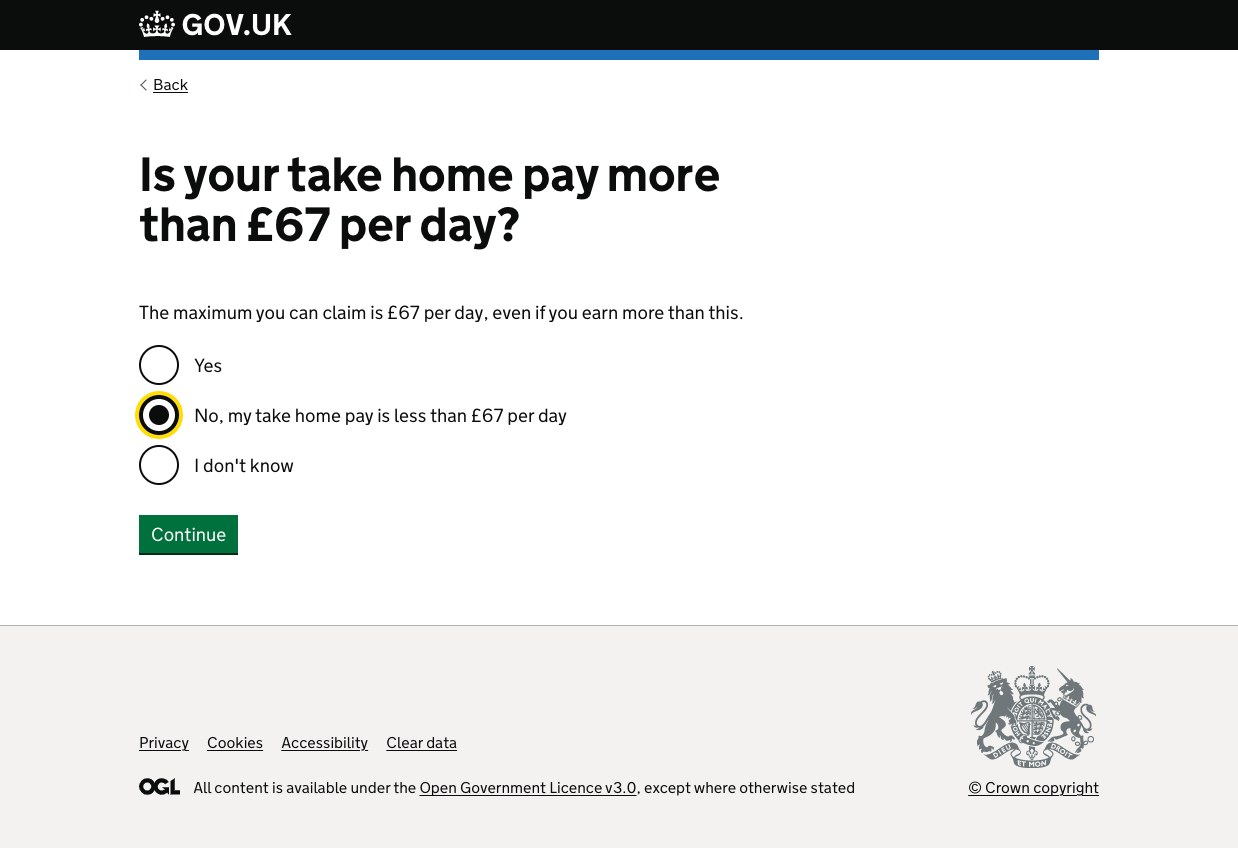 GOV.UK
Back
Is your take home pay more
than £67 per day?
The maximum you can claim is £67 per day, even if you earn more than this.
Yes
No, my take home pay is less than £67 per day
I don't know
Continue
Privacy Cookies Accessibility Clear data
OGL All content is available under the Open Government Licence v3.0, except where otherwise stated
DIEU ET MON DROIT
© Crown copyright